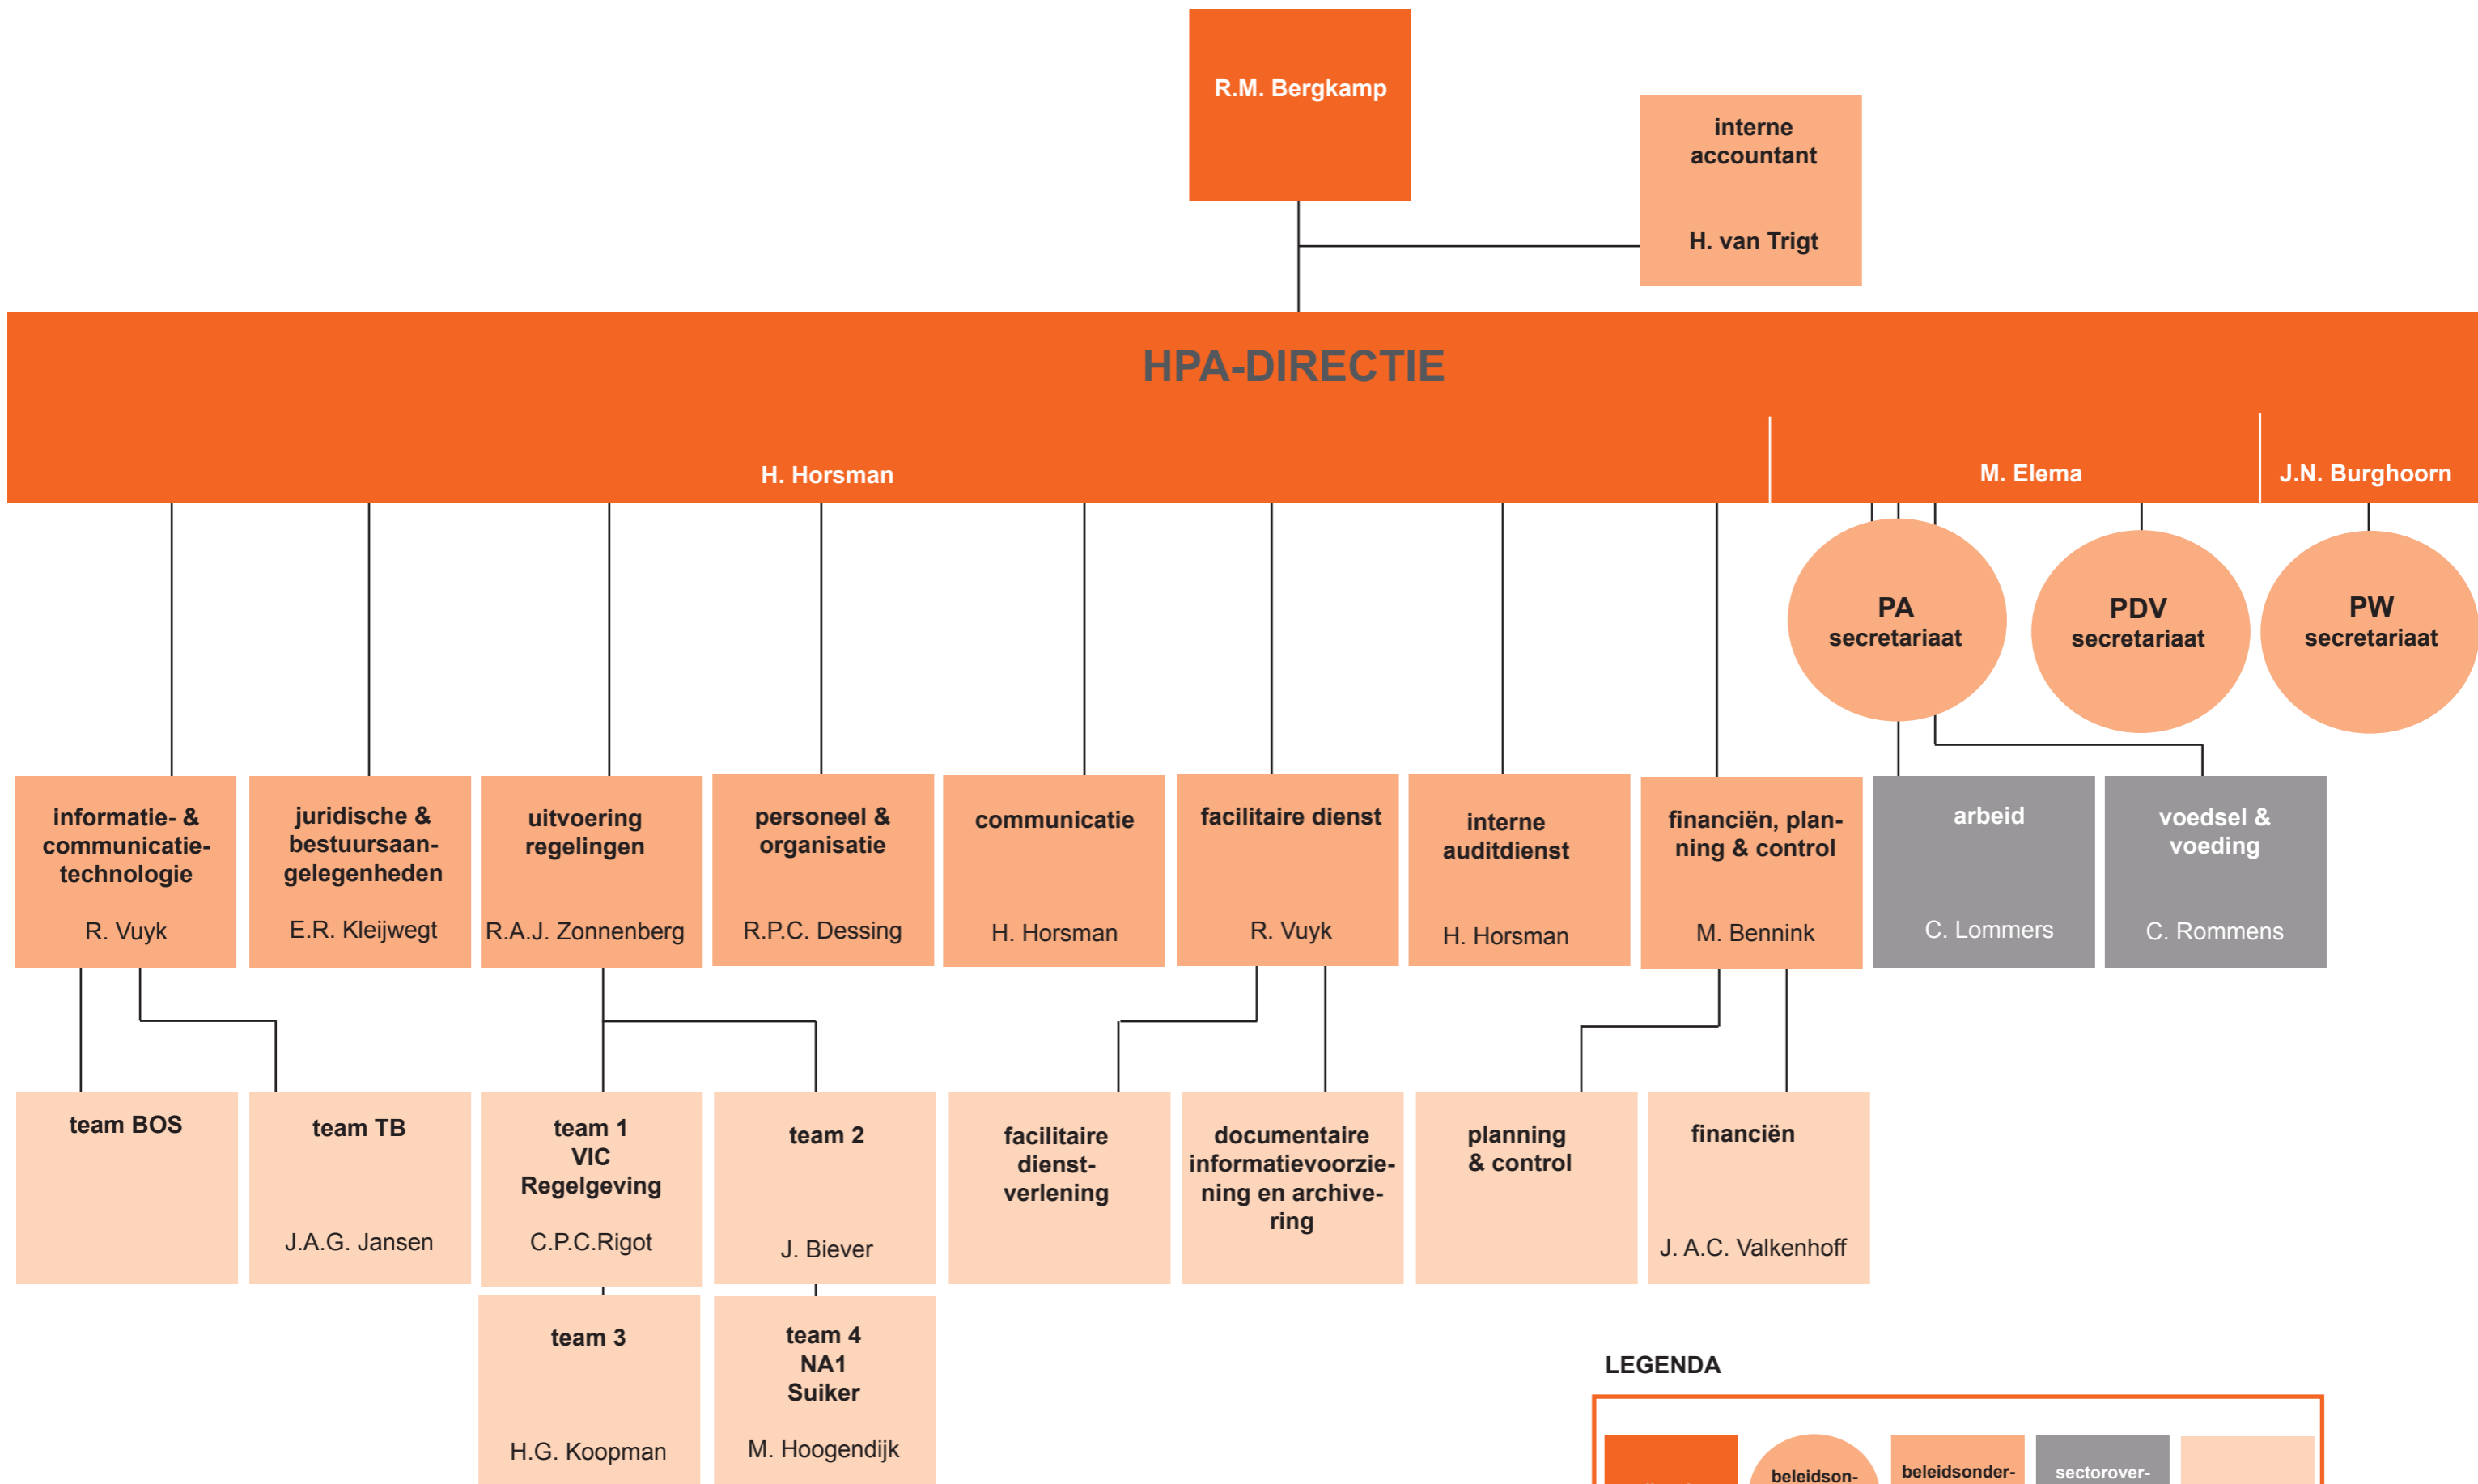 R.M. Bergkamp
interne
accountant
H. van Trigt
HPA-DIRECTIE
H. Horsman
M. Elema
J.N. Burghoorn
PA
secretariaat
PDV
secretariaat
PW
secretariaat
informatie- &
communicatie-
technologie
R. Vuyk
juridische &
bestuursaan-
gelegenheden
E.R. Kleijwegt
uitvoering
regelingen
R.A.J. Zonnenberg
personeel &
organisatie
R.P.C. Dessing
communicatie
H. Horsman
facilitaire dienst
R. Vuyk
interne
auditdienst
H. Horsman
financiën, plan-
ning & control
M. Bennink
arbeid
C. Lommers
voedsel &
voeding
C. Rommens
team BOS
team TB
J.A.G. Jansen
team 1
VIC
Regelgeving
C.P.C.Rigot
team 2
J. Biever
facilitaire
dienst-
verlening
documentaire
informatievoorzie-
ning en archive-
ring
planning
& control
financiën
J. A.C. Valkenhoff
team 3
H.G. Koopman
team 4
NA1
Suiker
M. Hoogendijk
LEGENDA
beleidson-
beleidsonder-
sectorover-